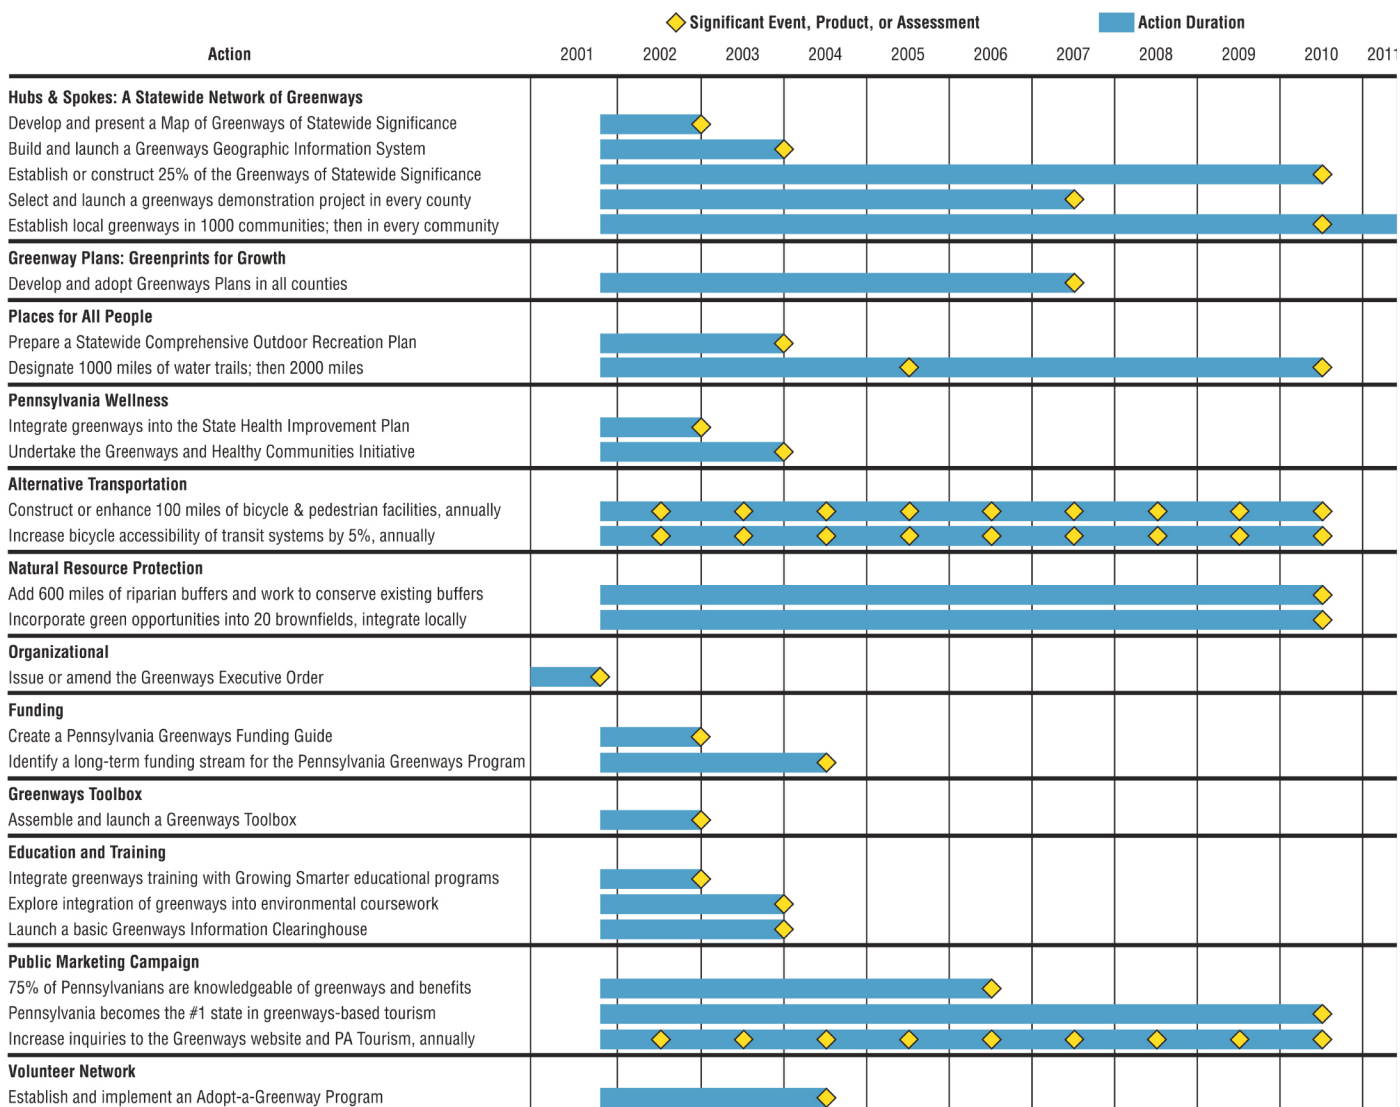 Significant Event, Product, or Assessment Action Duration
Action 2001 2002 2003 2004 2005 2006 2007 2008 2009 2010 2011
Hubs & Spokes: A Statewide Network of Greenways
Develop and present a Map of Greenways of Statewide Significance
Build and launch a Greenways Geographic Information System
Establish or construct 25% of the Greenways of Statewide Significance
Select and launch a greenways demonstration project in every county
Establish local greenways in 1000 communities; then in every community
Greenway Plans: Greenprints for Growth
Develop and adopt Greenways Plans in all counties
Places for All People
Prepare a Statewide Comprehensive Outdoor Recreation Plan
Designate 1000 miles of water trails; then 2000 miles
Pennsylvania Wellness
Integrate greenways into the State Health Improvement Plan
Undertake the Greenways and Healthy Communities Initiative
Alternative Transportation
Construct or enhance 100 miles of bicycle & pedestrian facilities, annually
Increase bicycle accessibility of transit systems by 5%, annually
Natural Resource Protection
Add 600 miles of riparian buffers and work to conserve existing buffers
Incorporate green opportunities into 20 brownfields, integrate locally
Organizational
Issue or amend the Greenways Executive Order
Funding
Create a Pennsylvania Greenways Funding Guide
Identify a long-term funding stream for the Pennsylvania Greenways Program
Greenways Toolbox
Assemble and launch a Greenways Toolbox
Education and Training
Integrate greenways training with Growing Smarter educational programs
Explore integration of greenways into environmental coursework
Launch a basic Greenways Information Clearinghouse
Public Marketing Campaign
75% of Pennsylvanians are knowledgeable of greenways and benefits
Pennsylvania becomes the #1 state in greenways-based tourism
Increase inquiries to the Greenways website and PA Tourism, annually
Volunteer Network
Establish and implement an Adopt-a-Greenway Program